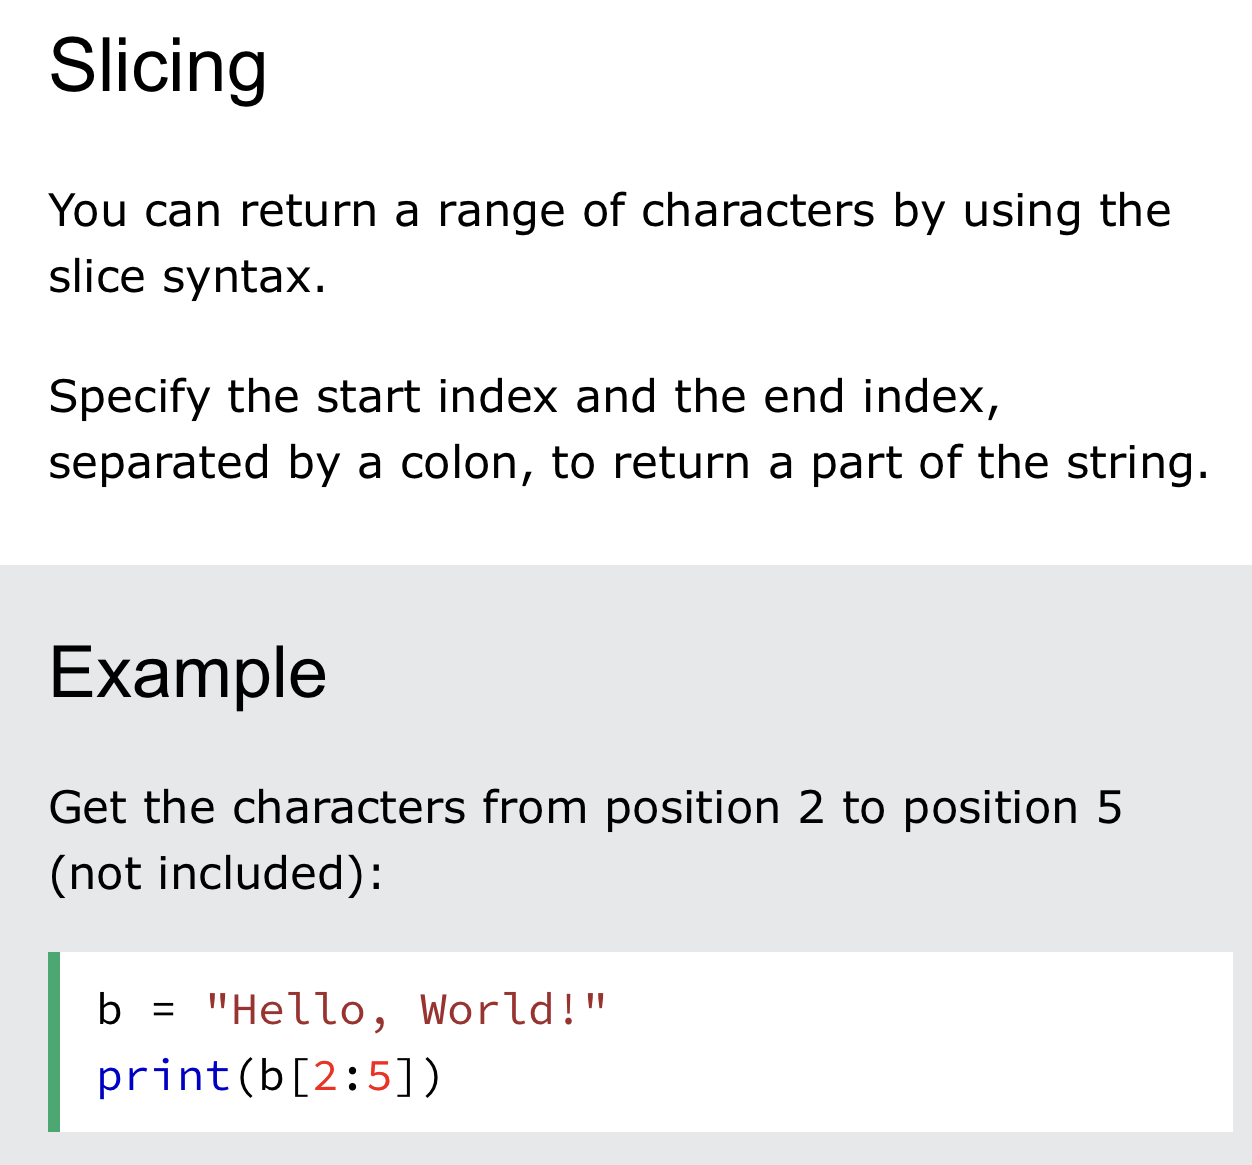 Slicing
You can return a range of characters by using the
slice syntax.
Specify the start index and the end index,
separated by a colon, to return a part of the string.
Example
Get the characters from position 2 to position 5
(not included):
b = "Hello, World!"
print(b[2:5])